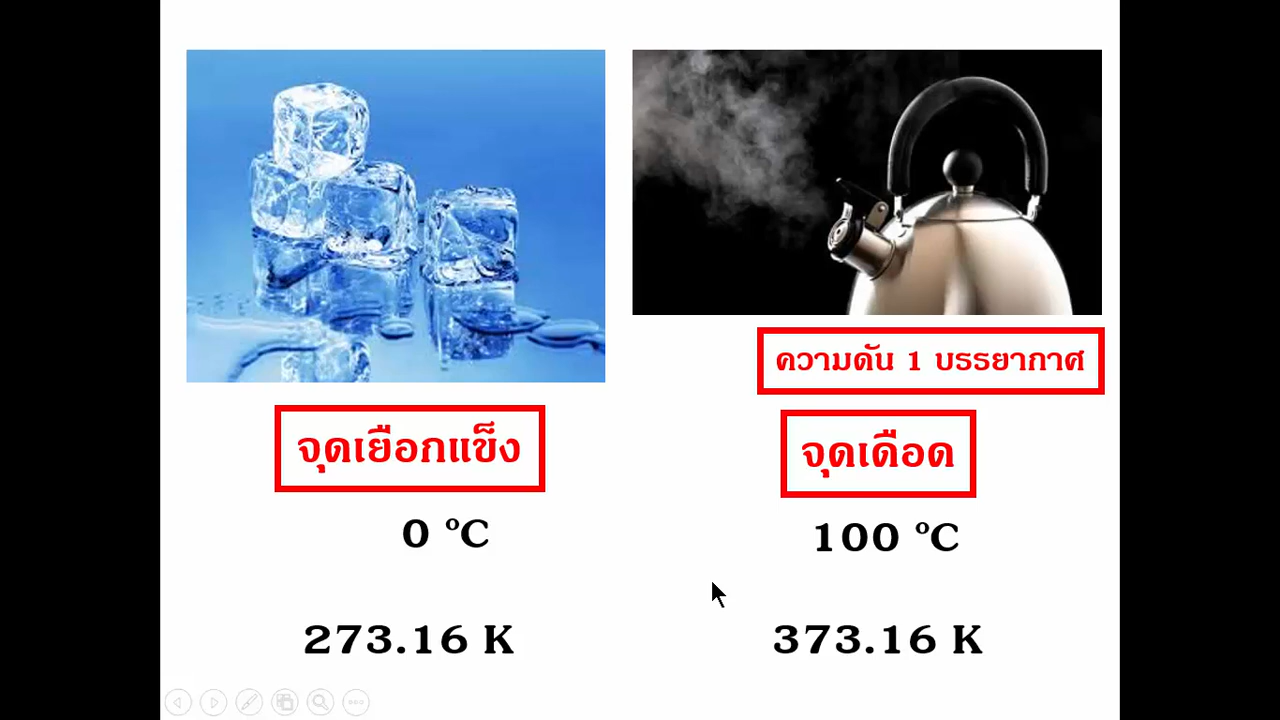 ความดัน 1 บรรยากาศ
จุดเยือกแข็ง
จุดเดือด
0 °C
100 °C
273.16 K
373.16 K